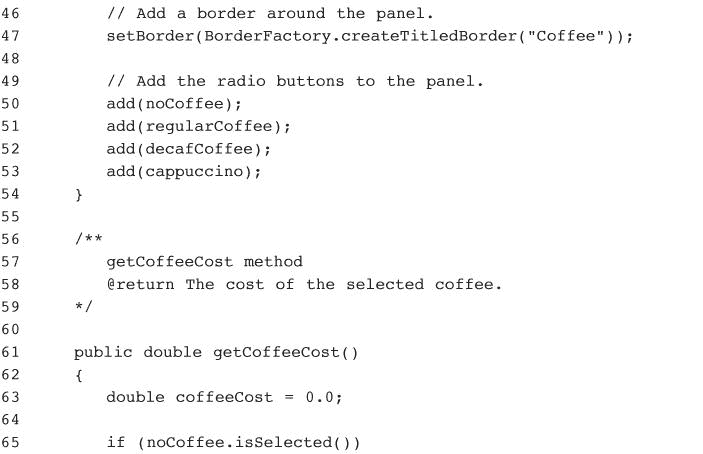 46         // Add a border around the panel.
47         setBorder(BorderFactory.createTitledBorder("Coffee"));
48
49         // Add the radio buttons to the panel.
50         add(noCoffee);
51         add(regularCoffee);
52         add(decafCoffee);
53         add(cappuccino);
54      }
55
56      /**
57         getCoffeeCost method
58         @return The cost of the selected coffee.
59      */
60
61      public double getCoffeeCost()
62      {
63         double coffeeCost = 0.0;
64
65         if (noCoffee.isSelected())